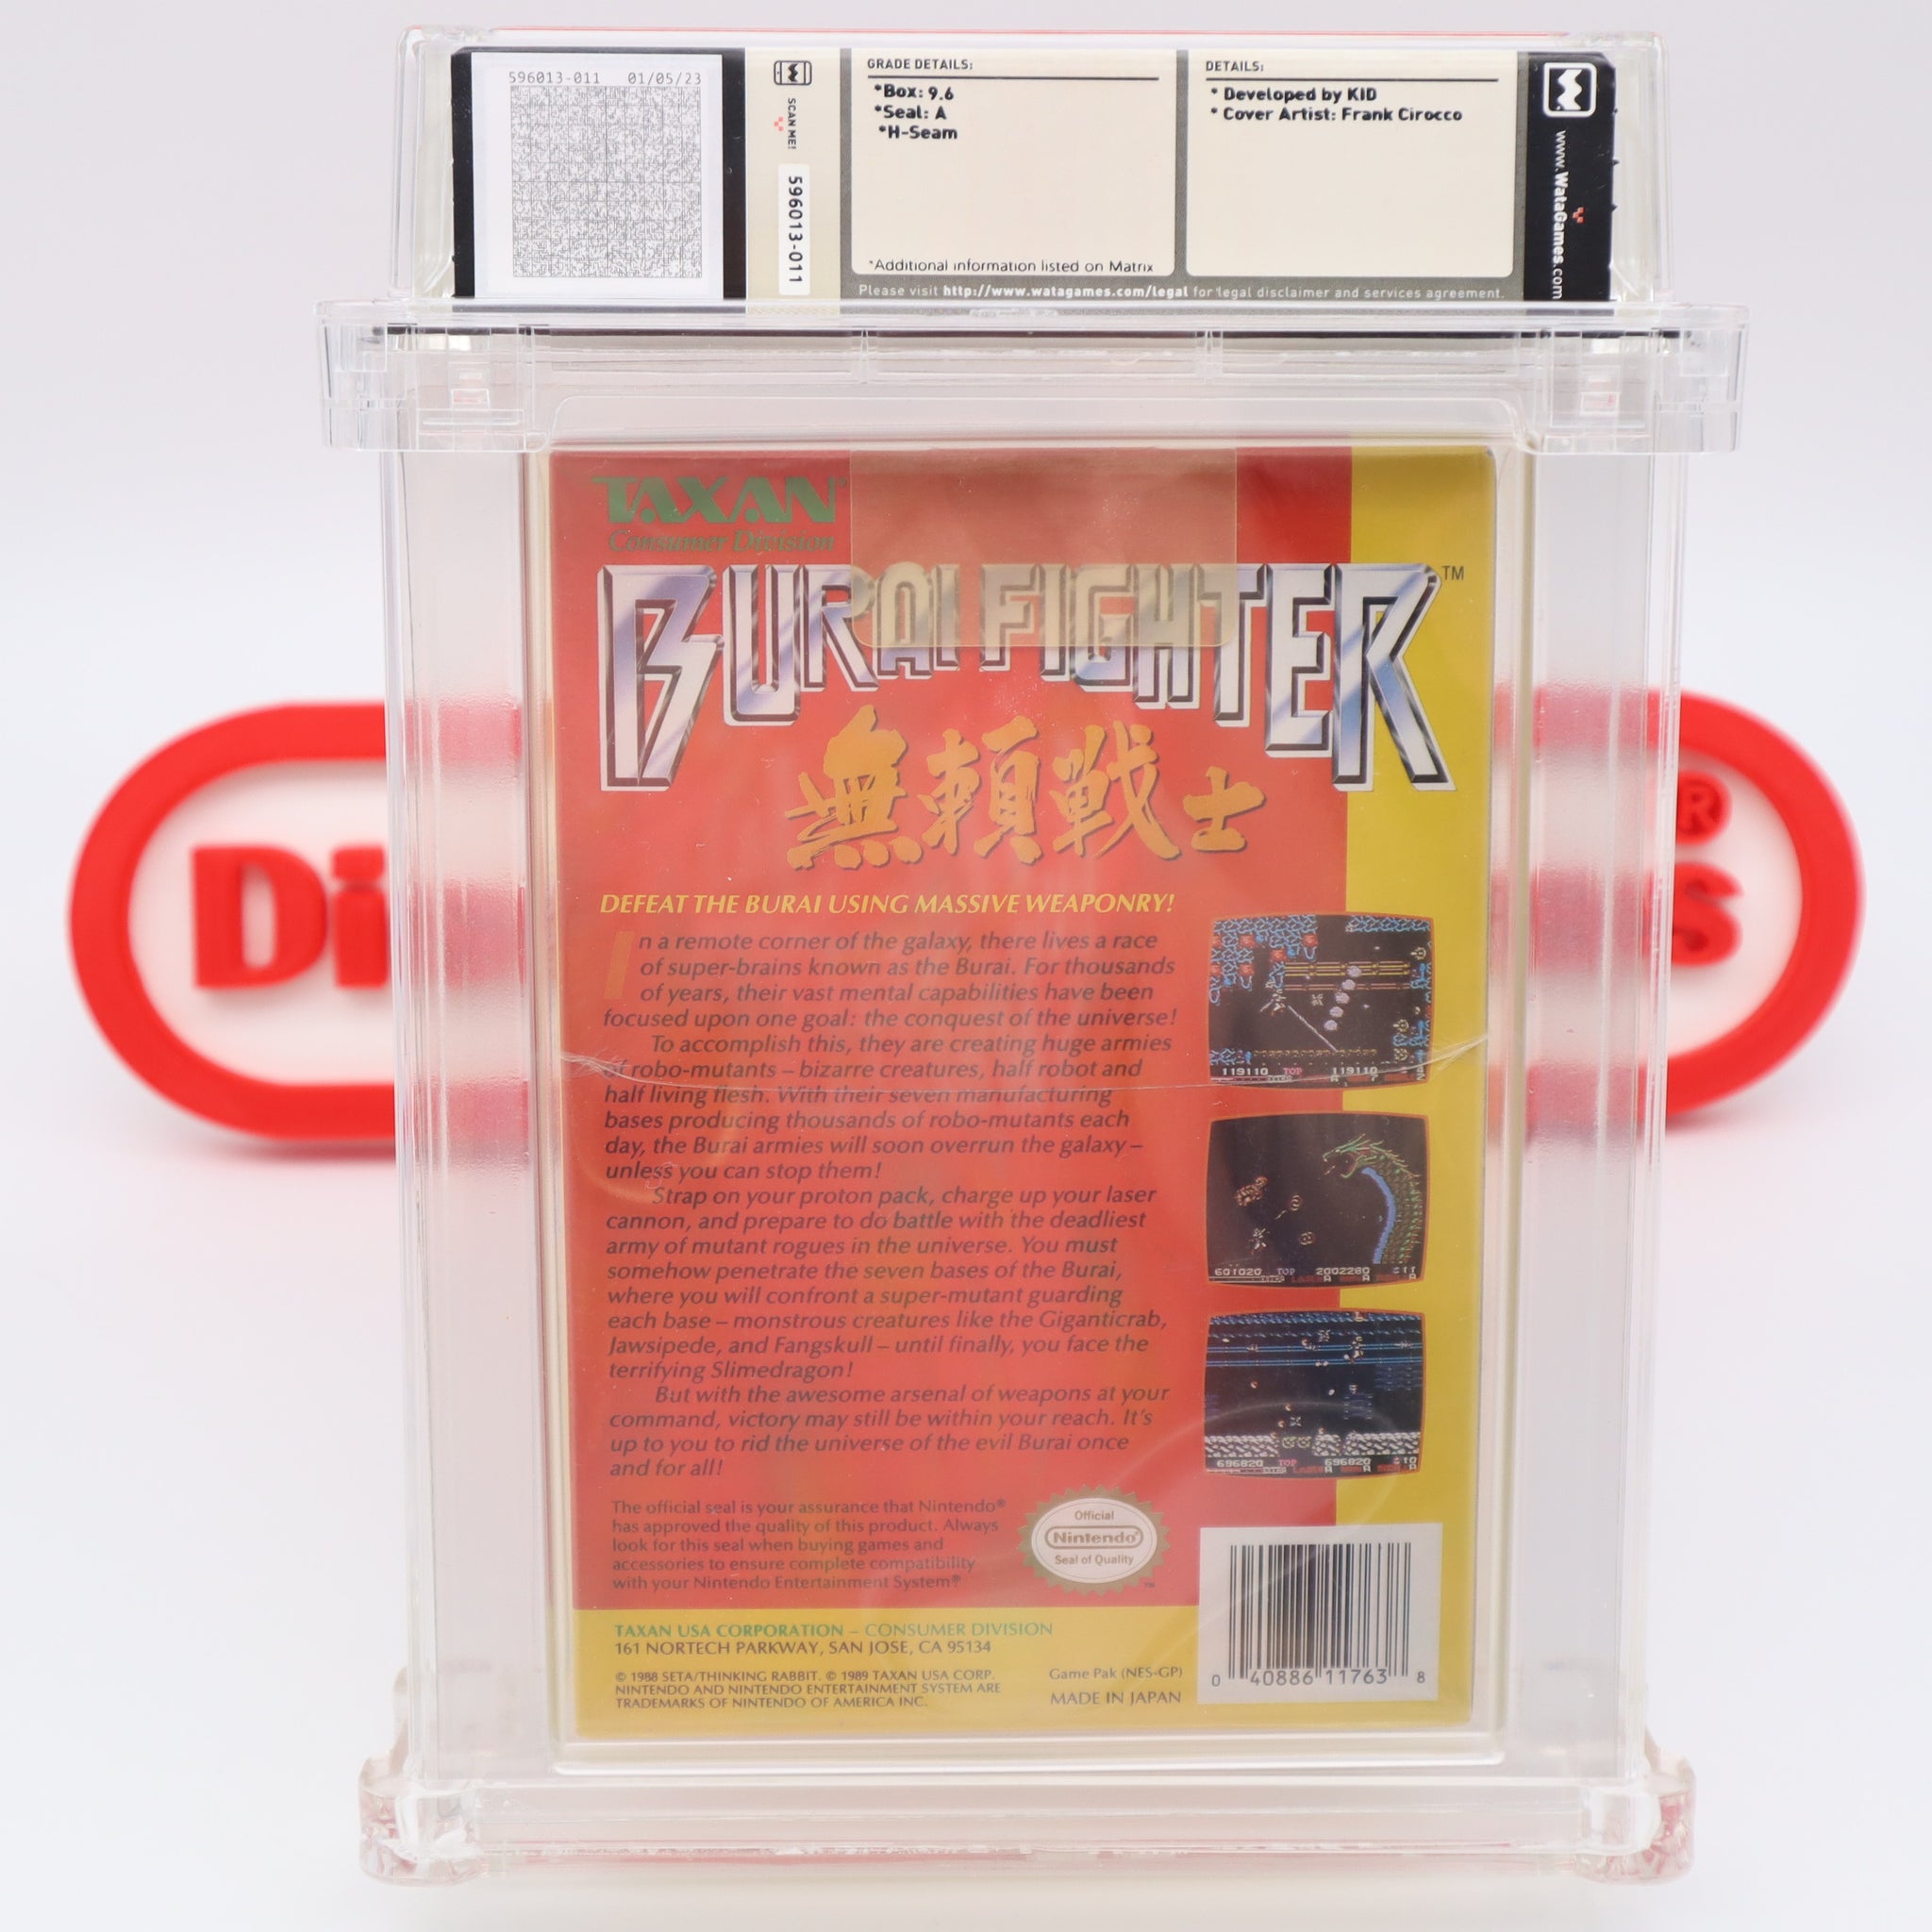 596013-011 01/05/23
SCAN ME!
596013-011
GRADE DETAILS:
*Box: 9.6
*Seal: A
*H-Seam
*Additional information listed on Matrix
DETAILS:
* Developed by KID
* Cover Artist: Frank Cirocco
Please visit http://www.watagames.com/legal for legal disclaimer and services agreement.
www.WataGames.com
TAXAN
Consumer Division
BURAI FIGHTER™
無頼戦士
DEFEAT THE BURAI USING MASSIVE WEAPONRY!
In a remote corner of the galaxy, there lives a race
of super-brains known as the Burai. For thousands
of years, their vast mental capabilities have been
focused upon one goal: the conquest of the universe!
To accomplish this, they are creating huge armies
of robo-mutants – bizarre creatures, half robot and
half living flesh. With their seven manufacturing
bases producing thousands of robo-mutants each
day, the Burai armies will soon overrun the galaxy –
unless you can stop them!
Strap on your proton pack, charge up your laser
cannon, and prepare to do battle with the deadliest
army of mutant rogues in the universe. You must
somehow penetrate the seven bases of the Burai,
where you will confront a super-mutant guarding
each base – monstrous creatures like the Giganticrab,
Jawsipede, and Fangskull – until finally, you face the
terrifying Slimedragon!
But with the awesome arsenal of weapons at your
command, victory may still be within your reach. It's
up to you to rid the universe of the evil Burai once
and for all!
119110 TOP 119110
601020 TOP 2002280
696820 TOP 696820
The official seal is your assurance that Nintendo®
has approved the quality of this product. Always
look for this seal when buying games and
accessories to ensure complete compatibility
with your Nintendo Entertainment System®
Official
Nintendo®
Seal of Quality
TM
TAXAN USA CORPORATION – CONSUMER DIVISION
161 NORTECH PARKWAY, SAN JOSE, CA 95134
© 1988 SETA/THINKING RABBIT. © 1989 TAXAN USA CORP.
NINTENDO AND NINTENDO ENTERTAINMENT SYSTEM ARE
TRADEMARKS OF NINTENDO OF AMERICA INC.
Game Pak (NES-GP)
MADE IN JAPAN
0 40886 11763 8
Di
R
S